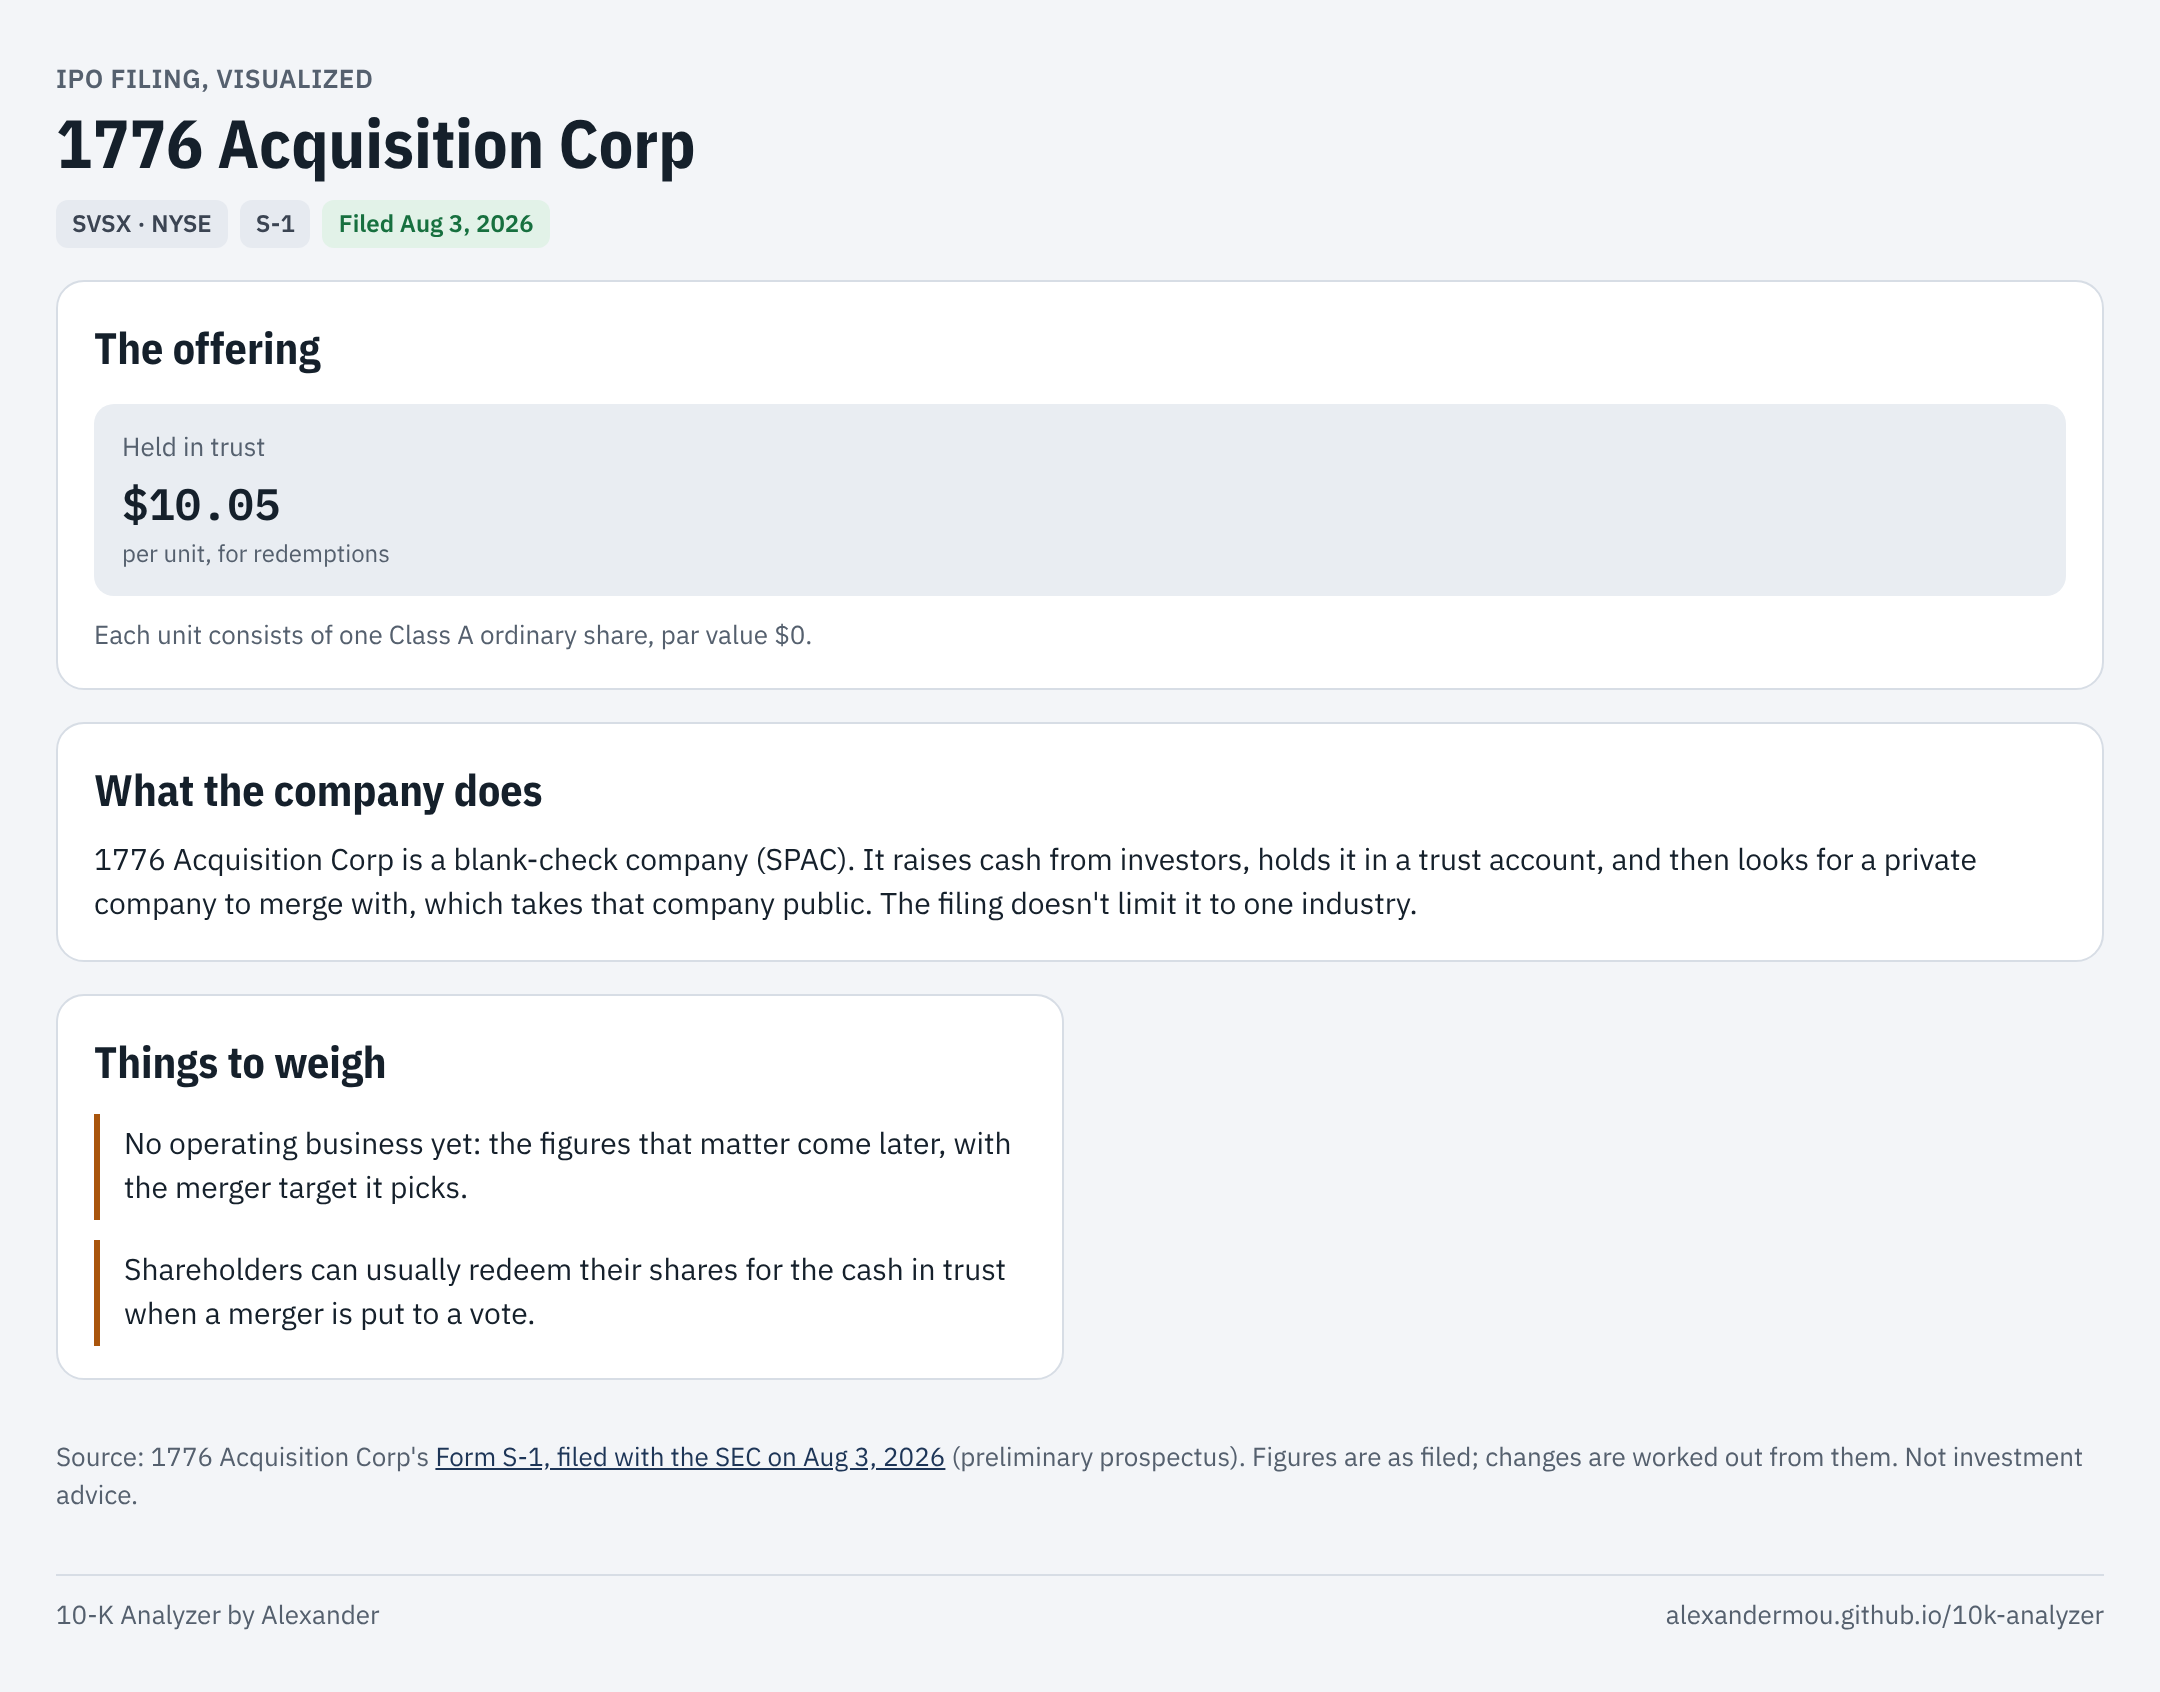 IPO FILING, VISUALIZED
1776 Acquisition Corp
SVSX · NYSE
S-1
Filed Aug 3, 2026
The offering
Held in trust
$10.05
per unit, for redemptions
Each unit consists of one Class A ordinary share, par value $0.
What the company does
1776 Acquisition Corp is a blank-check company (SPAC). It raises cash from investors, holds it in a trust account, and then looks for a private
company to merge with, which takes that company public. The filing doesn't limit it to one industry.
Things to weigh
No operating business yet: the figures that matter come later, with
the merger target it picks.
Shareholders can usually redeem their shares for the cash in trust
when a merger is put to a vote.
Source: 1776 Acquisition Corp's Form S-1, filed with the SEC on Aug 3, 2026 (preliminary prospectus). Figures are as filed; changes are worked out from them. Not investment
advice.
10-K Analyzer by Alexander
alexandermou.github.io/10k-analyzer